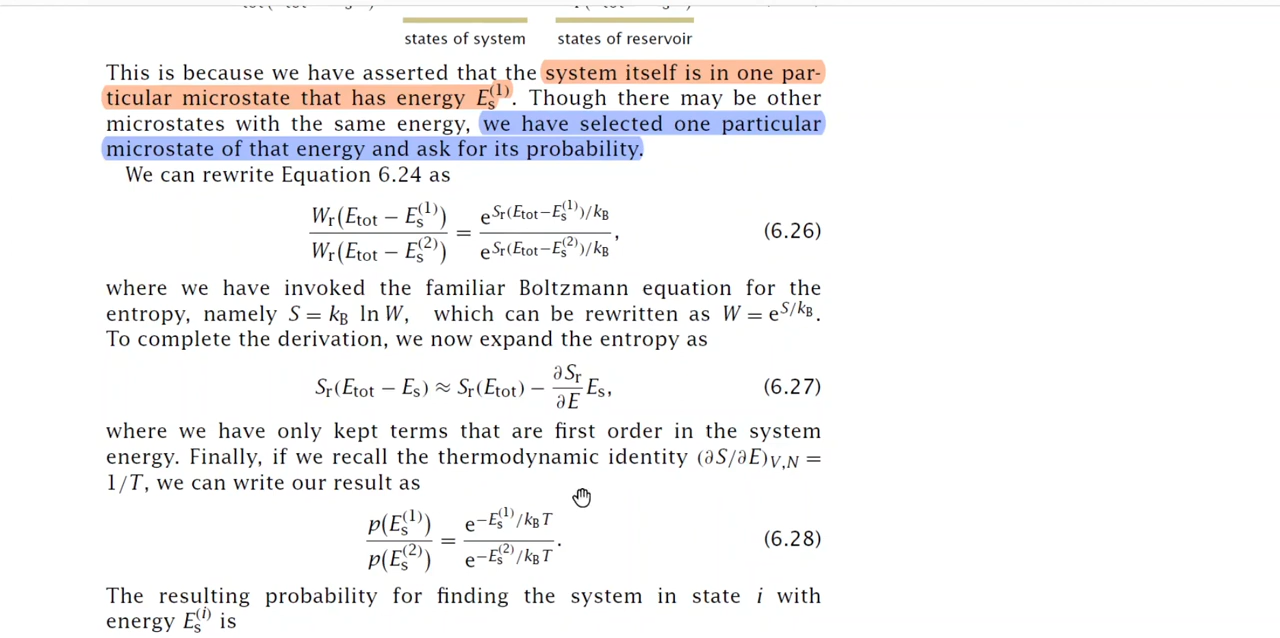 states of system states of reservoir
This is because we have asserted that the system itself is in one par-
ticular microstate that has energy E_s^(1). Though there may be other
microstates with the same energy, we have selected one particular
microstate of that energy and ask for its probability.
We can rewrite Equation 6.24 as
W_r(E_tot − E_s^(1)) / W_r(E_tot − E_s^(2)) = e^{S_r(E_tot−E_s^(1))/k_B} / e^{S_r(E_tot−E_s^(2))/k_B}, (6.26)
where we have invoked the familiar Boltzmann equation for the
entropy, namely S = k_B ln W, which can be rewritten as W = e^{S/k_B}.
To complete the derivation, we now expand the entropy as
S_r(E_tot − E_s) ≈ S_r(E_tot) − ∂S_r/∂E E_s, (6.27)
where we have only kept terms that are first order in the system
energy. Finally, if we recall the thermodynamic identity (∂S/∂E)_{V,N} =
1/T, we can write our result as
p(E_s^(1)) / p(E_s^(2)) = e^{−E_s^(1)/k_B T} / e^{−E_s^(2)/k_B T}. (6.28)
The resulting probability for finding the system in state i with
energy E_s^(i) is